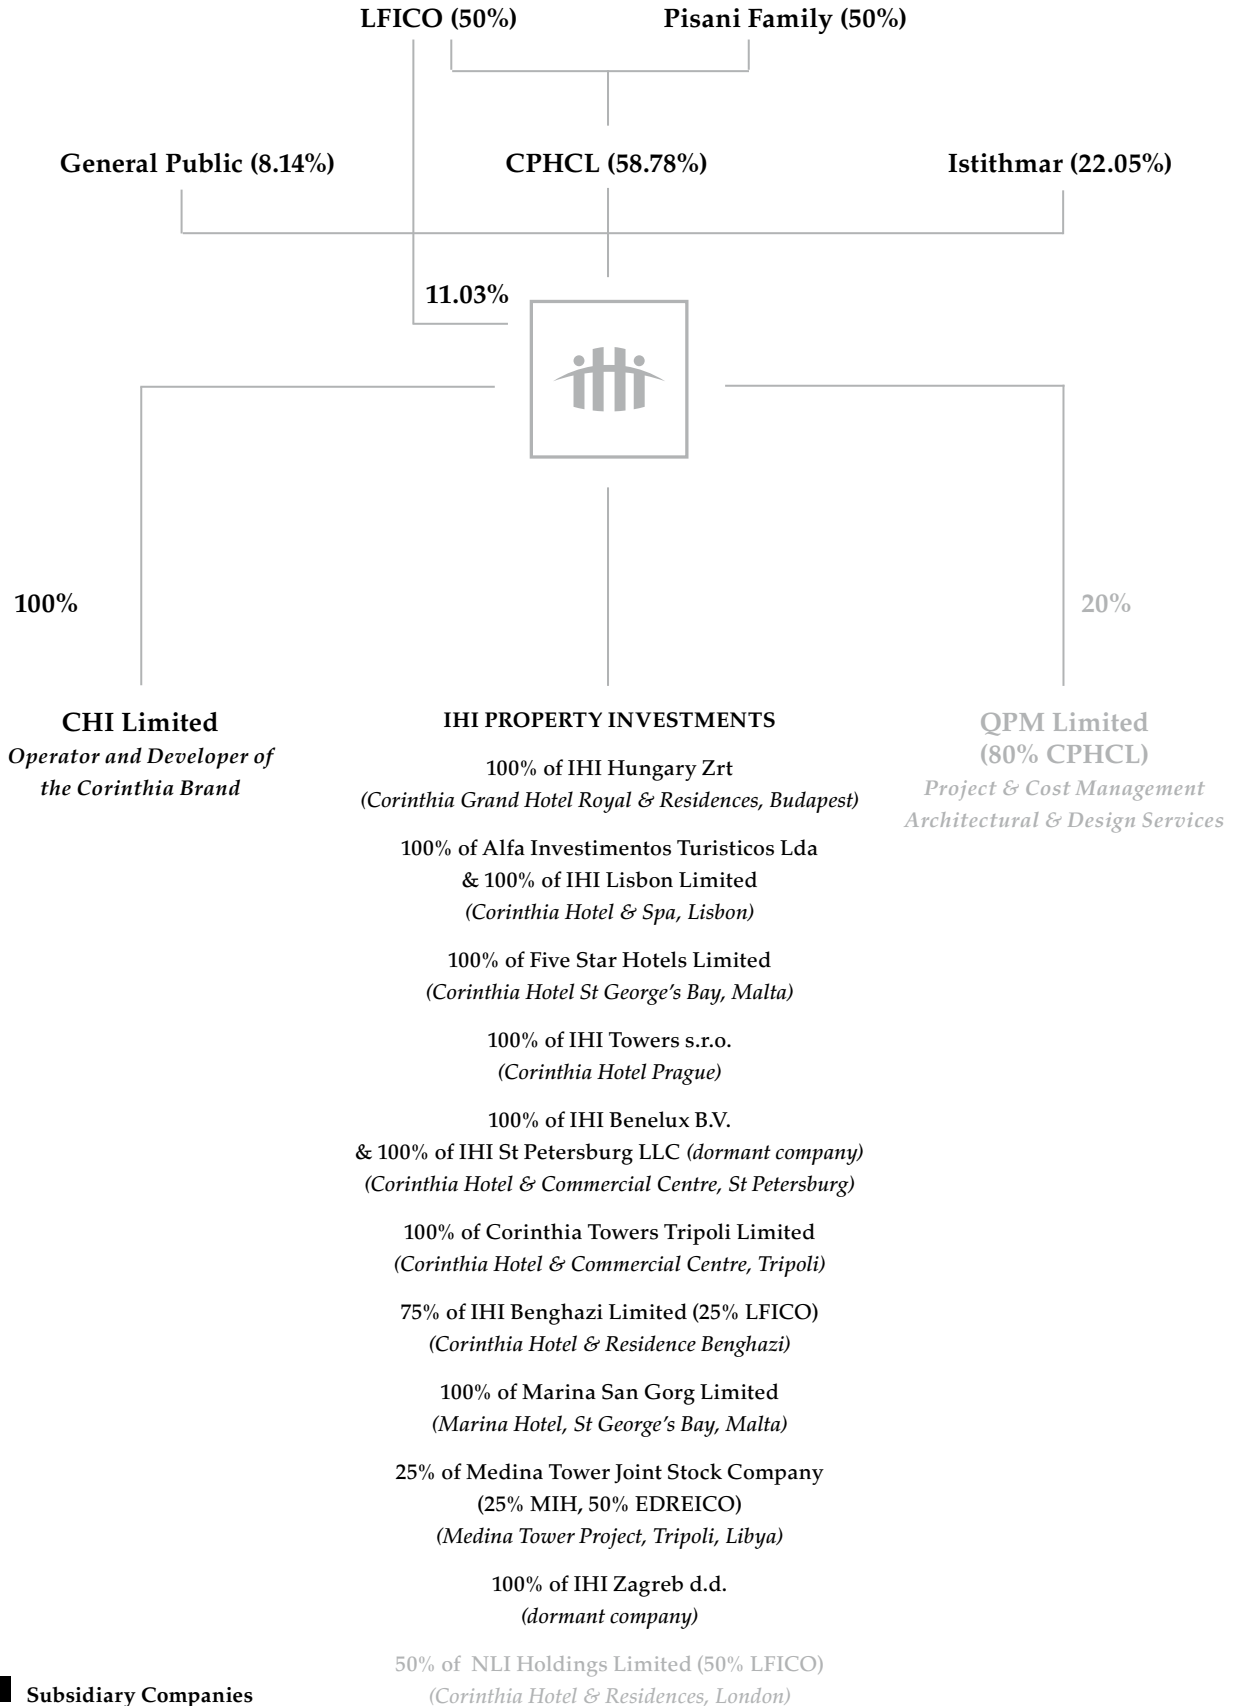 LFICO (50%)
Pisani Family (50%)
General Public (8.14%)
CPHCL (58.78%)
Istithmar (22.05%)
11.03%
100%
20%
CHI Limited
Operator and Developer of
the Corinthia Brand
IHI PROPERTY INVESTMENTS
100% of IHI Hungary Zrt
(Corinthia Grand Hotel Royal & Residences, Budapest)
100% of Alfa Investimentos Turisticos Lda
& 100% of IHI Lisbon Limited
(Corinthia Hotel & Spa, Lisbon)
100% of Five Star Hotels Limited
(Corinthia Hotel St George's Bay, Malta)
100% of IHI Towers s.r.o.
(Corinthia Hotel Prague)
100% of IHI Benelux B.V.
& 100% of IHI St Petersburg LLC (dormant company)
(Corinthia Hotel & Commercial Centre, St Petersburg)
100% of Corinthia Towers Tripoli Limited
(Corinthia Hotel & Commercial Centre, Tripoli)
75% of IHI Benghazi Limited (25% LFICO)
(Corinthia Hotel & Residence Benghazi)
100% of Marina San Gorg Limited
(Marina Hotel, St George's Bay, Malta)
25% of Medina Tower Joint Stock Company
(25% MIH, 50% EDREICO)
(Medina Tower Project, Tripoli, Libya)
100% of IHI Zagreb d.d.
(dormant company)
50% of NLI Holdings Limited (50% LFICO)
(Corinthia Hotel & Residences, London)
QPM Limited
(80% CPHCL)
Project & Cost Management
Architectural & Design Services
Subsidiary Companies